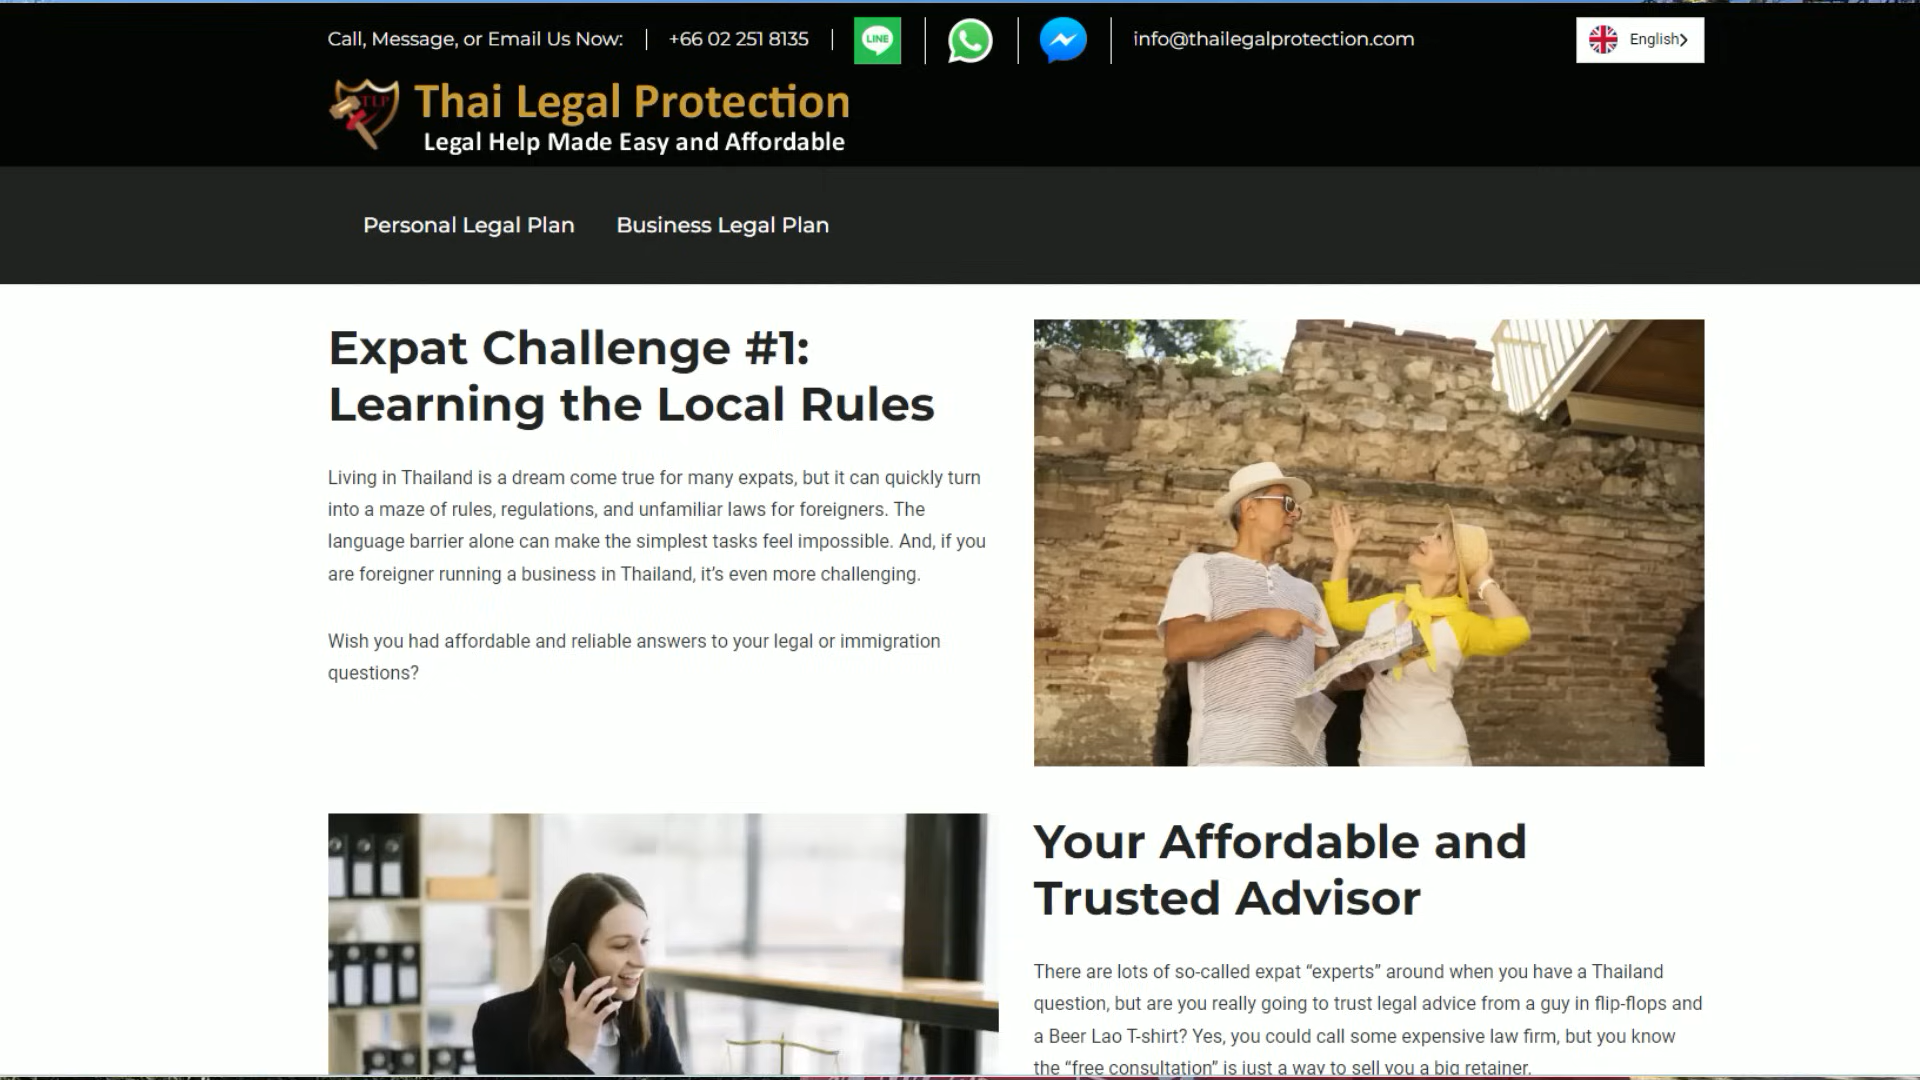 Call, Message, or Email Us Now: | +66 02 251 8135 | LINE info@thailegalprotection.com English
TLP
Thai Legal Protection
Legal Help Made Easy and Affordable
Personal Legal Plan Business Legal Plan
Expat Challenge #1:
Learning the Local Rules
Living in Thailand is a dream come true for many expats, but it can quickly turn
into a maze of rules, regulations, and unfamiliar laws for foreigners. The
language barrier alone can make the simplest tasks feel impossible. And, if you
are foreigner running a business in Thailand, it’s even more challenging.
Wish you had affordable and reliable answers to your legal or immigration
questions?
Your Affordable and
Trusted Advisor
There are lots of so-called expat “experts” around when you have a Thailand
question, but are you really going to trust legal advice from a guy in flip-flops and
a Beer Lao T-shirt? Yes, you could call some expensive law firm, but you know
the “free consultation” is just a way to sell you a big retainer.